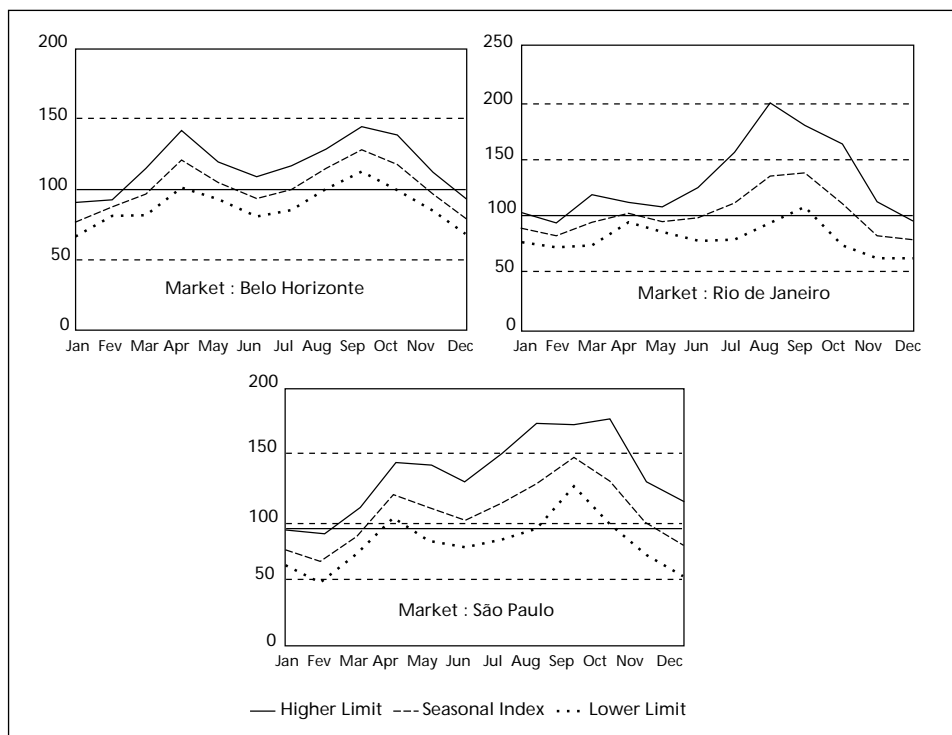 200
150
100
50
0
Market : Belo Horizonte
Jan Fev Mar Apr May Jun Jul Aug Sep Oct Nov Dec
250
200
150
100
50
0
Market : Rio de Janeiro
Jan Fev Mar Apr May Jun Jul Aug Sep Oct Nov Dec
200
150
100
50
0
Market : São Paulo
Jan Fev Mar Apr May Jun Jul Aug Sep Oct Nov Dec
Higher Limit Seasonal Index Lower Limit